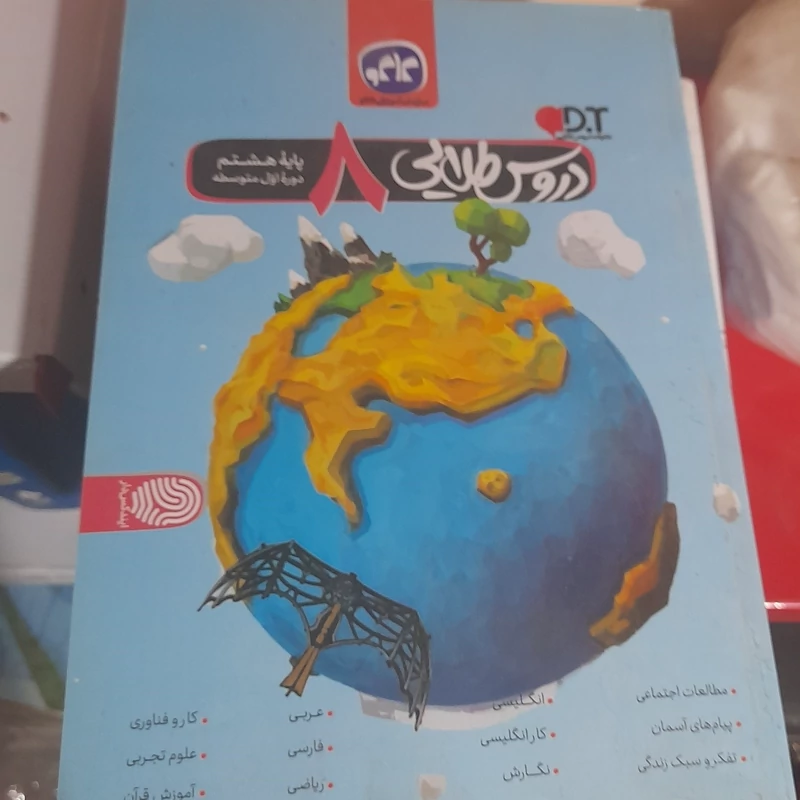 کاگو
D.T
دروس طلایی
۸
پایهٔ هشتم
دورهٔ اوّل متوسطه
• مطالعات اجتماعی
• پیام‌های آسمان
• تفکر و سبک زندگی
• انگلیسی
• کار انگلیسی
• نگارش
• عربی
• فارسی
• ریاضی
• کار و فناوری
• علوم تجربی
• آموزش قرآن